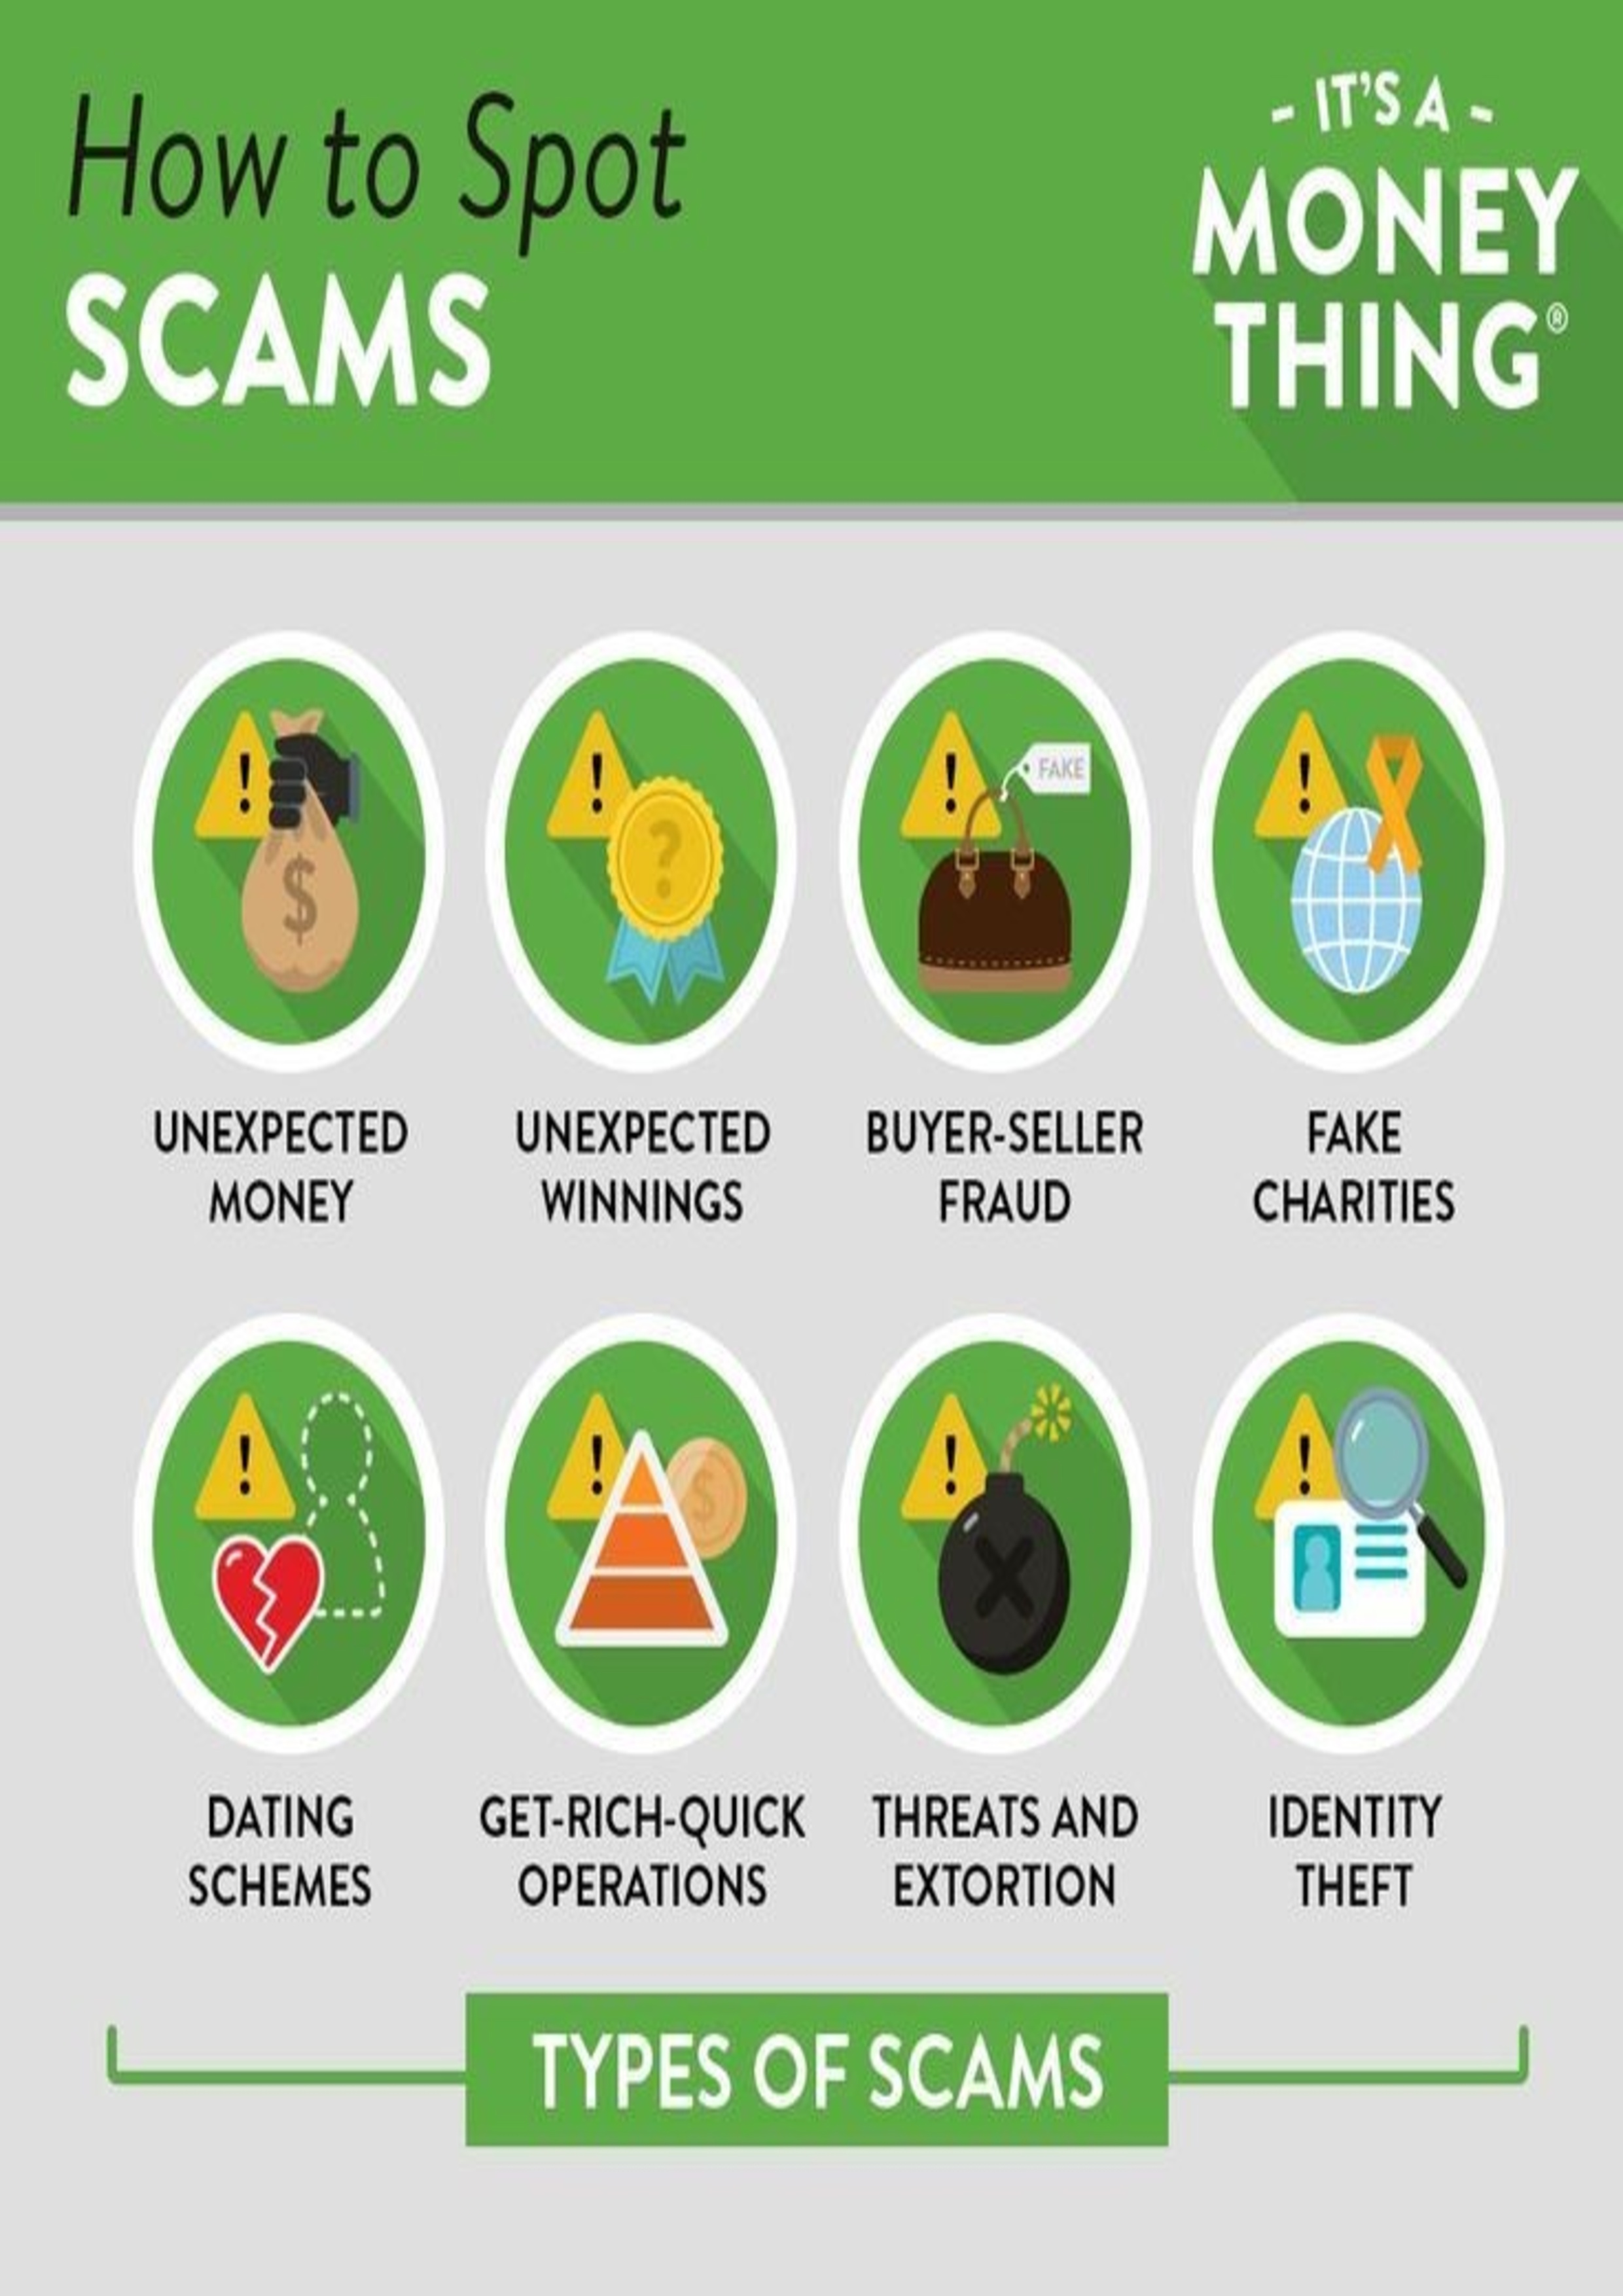 How to Spot
SCAMS
- IT'S A -
MONEY
THING®
!
$
!
?
!
FAKE
!
UNEXPECTED
MONEY
UNEXPECTED
WINNINGS
BUYER-SELLER
FRAUD
FAKE
CHARITIES
!
!
$
!
!
DATING
SCHEMES
GET-RICH-QUICK
OPERATIONS
THREATS AND
EXTORTION
IDENTITY
THEFT
TYPES OF SCAMS